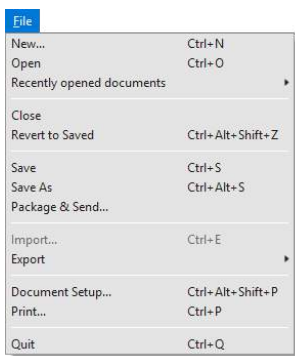 File
New... Ctrl+N
Open Ctrl+O
Recently opened documents
Close
Revert to Saved Ctrl+Alt+Shift+Z
Save Ctrl+S
Save As Ctrl+Alt+S
Package & Send...
Import... Ctrl+E
Export
Document Setup... Ctrl+Alt+Shift+P
Print... Ctrl+P
Quit Ctrl+Q